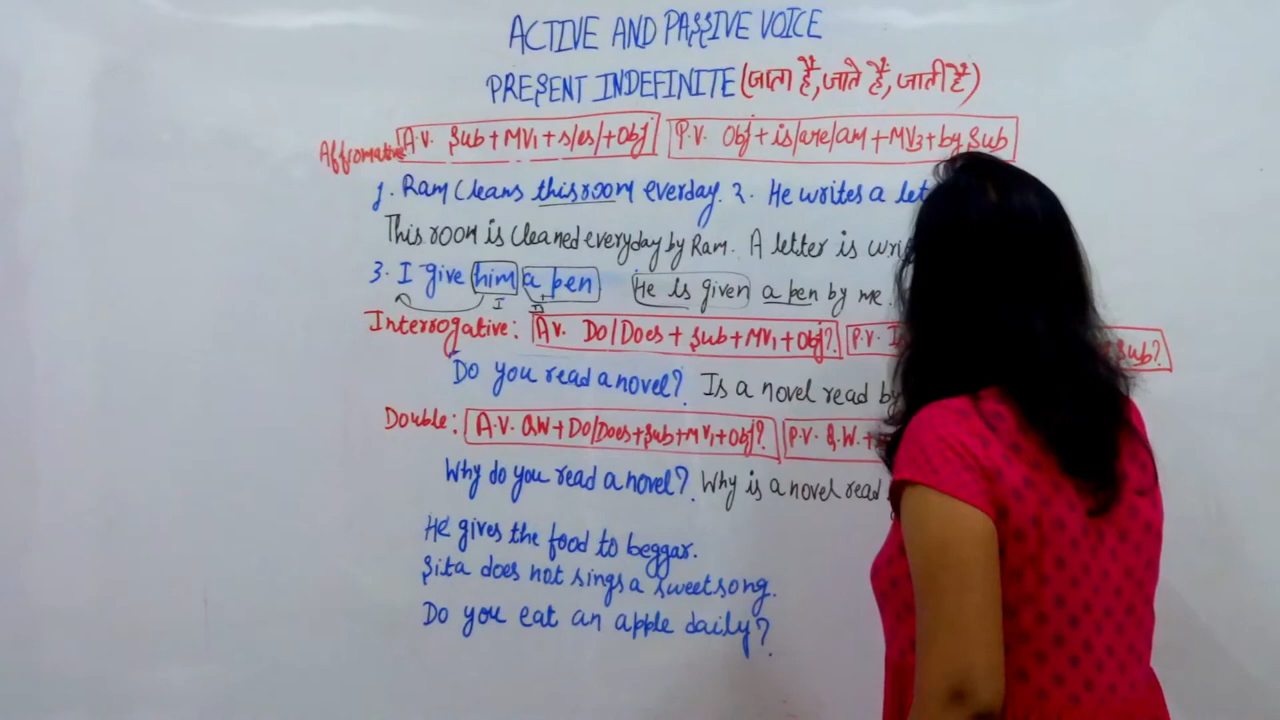 ACTIVE AND PASSIVE VOICE
PRESENT INDEFINITE (जाता है, जाते हैं, जाती है)
Affromative A.V. Sub + MV1 + s/es/ + Obj P.V. Obj + is/are/am + MV3 + by Sub
1. Ram Cleans this room everday. 2. He writes a
This room is cleaned everyday by Ram. A letter is
3. I give him a pen He is given a pen by me.
I D
Interrogative: A.V. Do/Does + Sub + MV1 + Obj? P.V. Sub?
Do you read a novel? Is a novel read by
Double: A.V. Q.W + Do/Does + Sub + MV1 + Obj? P.V. Q.W. +
Why do you read a novel? Why is a novel read
He gives the food to beggar.
Sita does not sings a sweet song.
Do you eat an apple daily?